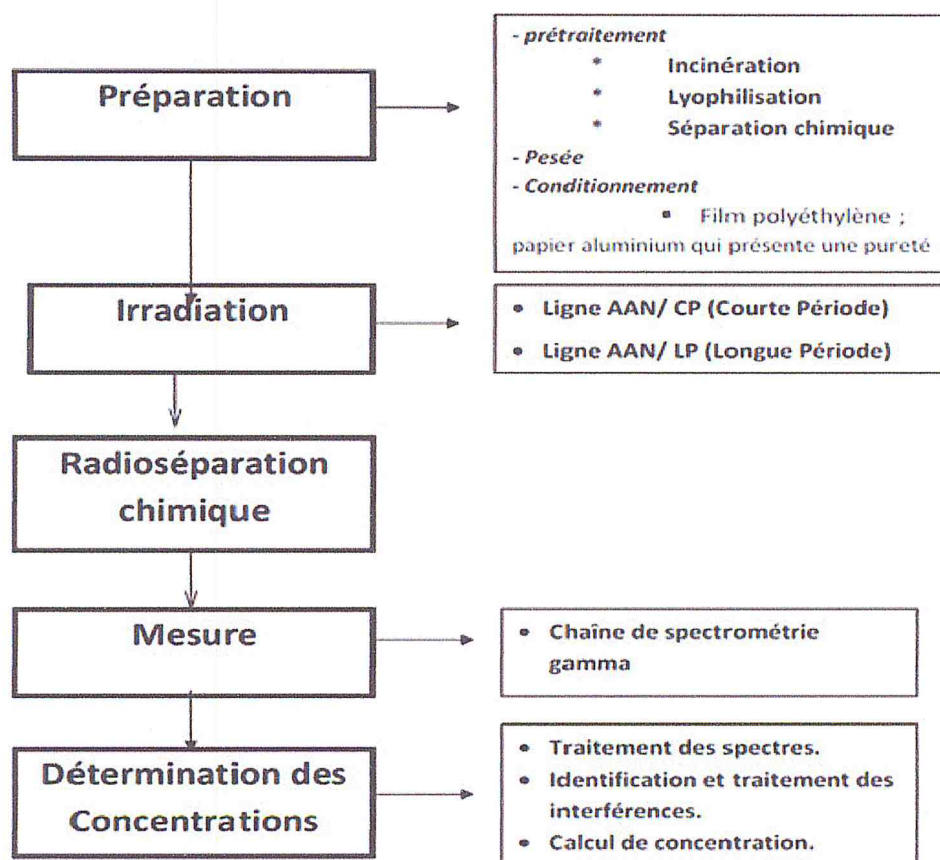 Préparation
- prétraitement
* Incinération
* Lyophilisation
* Séparation chimique
- Pesée
- Conditionnement
• Film polyéthylène ;
papier aluminium qui présente une pureté
Irradiation
• Ligne AAN/ CP (Courte Période)
• Ligne AAN/ LP (Longue Période)
Radioséparation
chimique
Mesure
• Chaîne de spectrométrie
gamma
Détermination des
Concentrations
• Traitement des spectres.
• Identification et traitement des
interférences.
• Calcul de concentration.